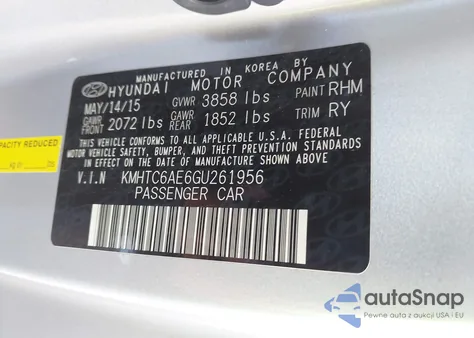 MANUFACTURED IN KOREA BY
HYUNDAI MOTOR COMPANY
MAY/14/15 GVWR 3858 lbs PAINT RHM
GAWR FRONT 2072 lbs GAWR REAR 1852 lbs TRIM RY
THIS VEHICLE CONFORMS TO ALL APPLICABLE U.S.A. FEDERAL
MOTOR VEHICLE SAFETY, BUMPER, AND THEFT PREVENTION STANDARDS
IN EFFECT ON THE DATE OF MANUFACTURE SHOWN ABOVE.
V.I.N KMHTC6AE6GU261956
PASSENGER CAR
CAPACITY REDUCED
autoSnap
Pewne auta z aukcji USA i EU